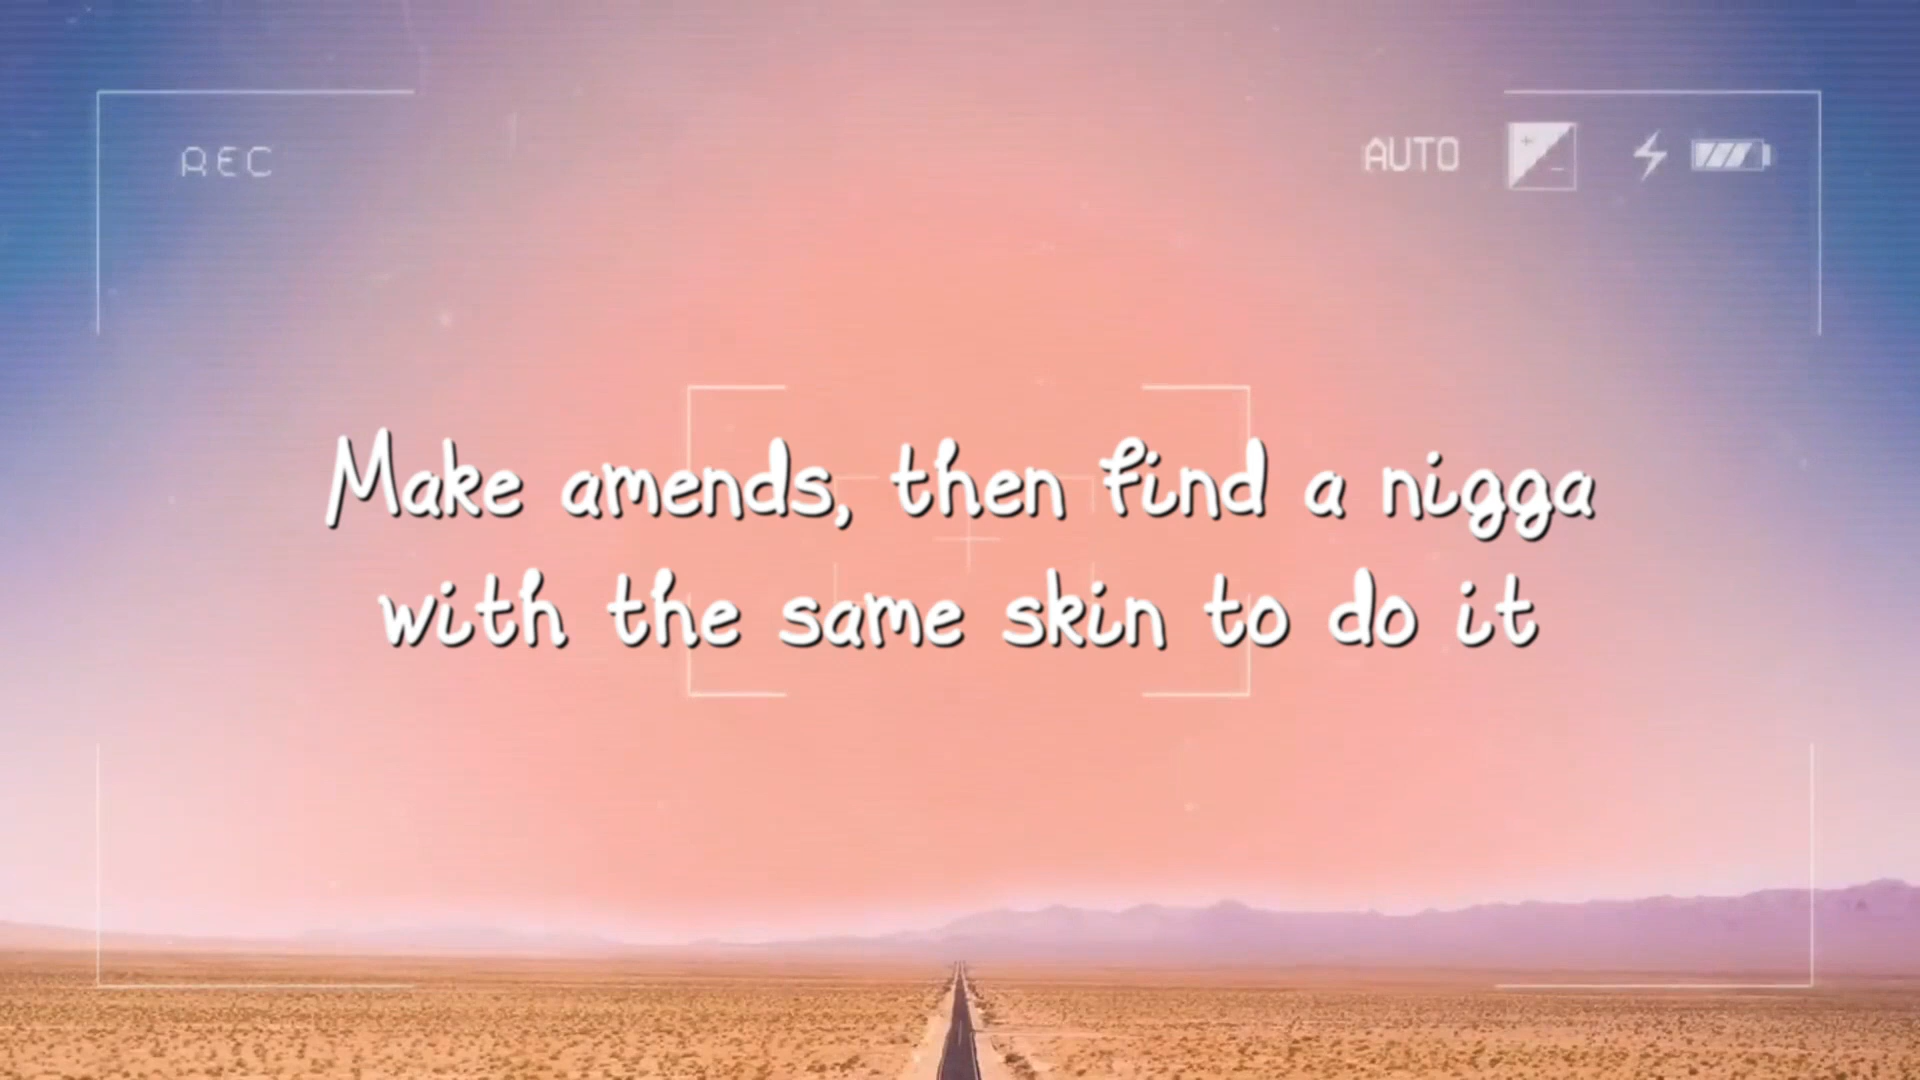 REC
AUTO
Make amends, then find a nigga
with the same skin to do it